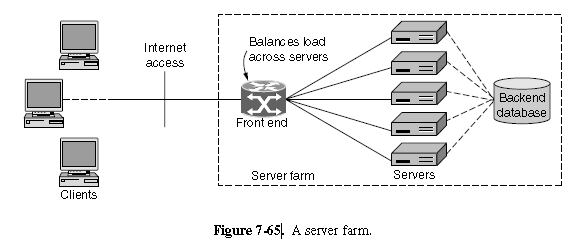 Internet
access
Balances load
across servers
Front end
Backend
database
Clients
Server farm
Servers
Figure 7-65. A server farm.